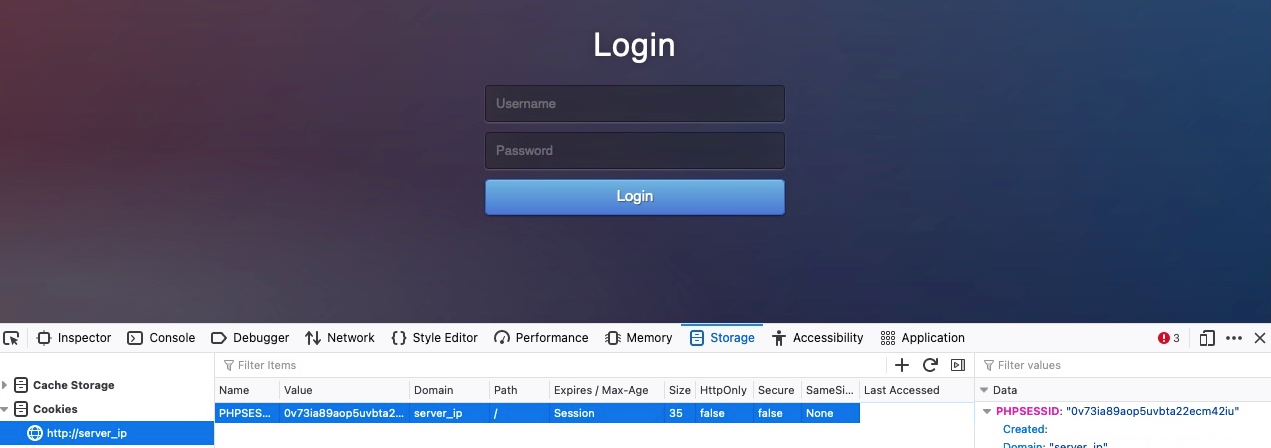 Login
Username
Password
Login
Inspector Console Debugger Network Style Editor Performance Memory Storage Accessibility Application 3
Filter Items Filter values
Cache Storage
Name Value Domain Path Expires / Max-Age Size HttpOnly Secure SameSi... Last Accessed Data
Cookies PHPSES... 0v73ia89aop5uvbta2... server_ip / Session 35 false false None PHPSESSID: "0v73ia89aop5uvbta22ecm42iu"
http://server_ip Created:
Domain: "server_ip"